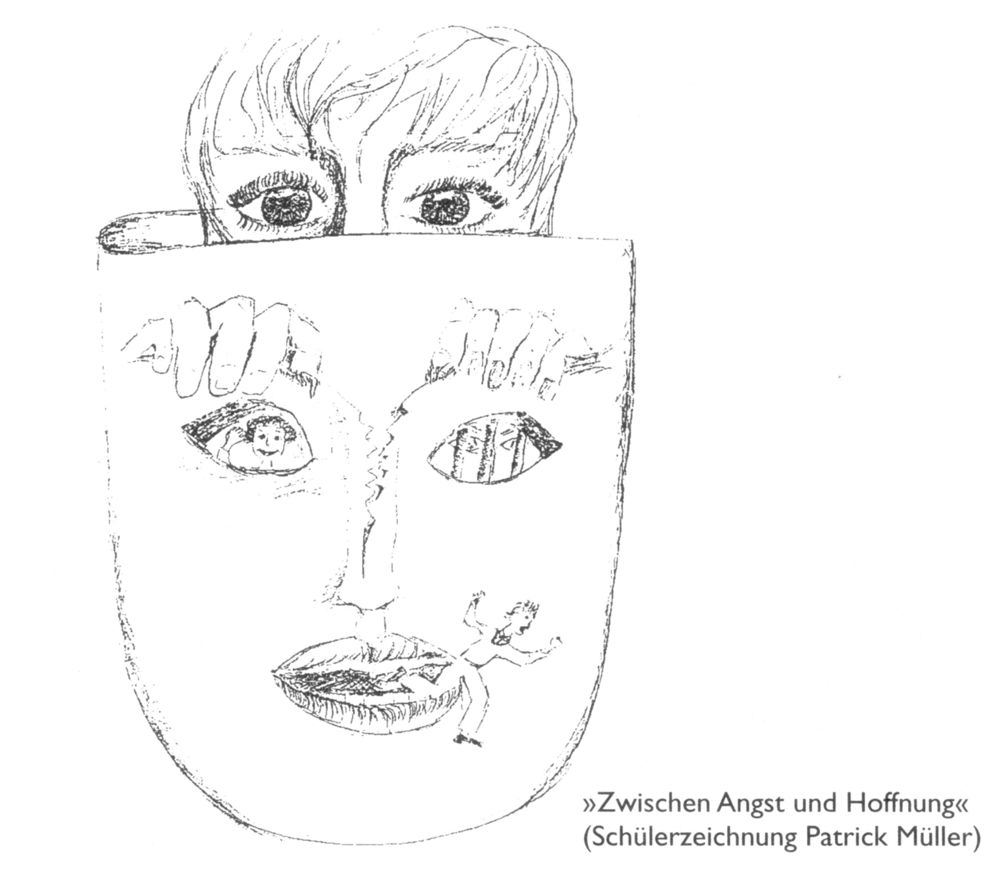 »Zwischen Angst und Hoffnung«
(Schülerzeichnung Patrick Müller)